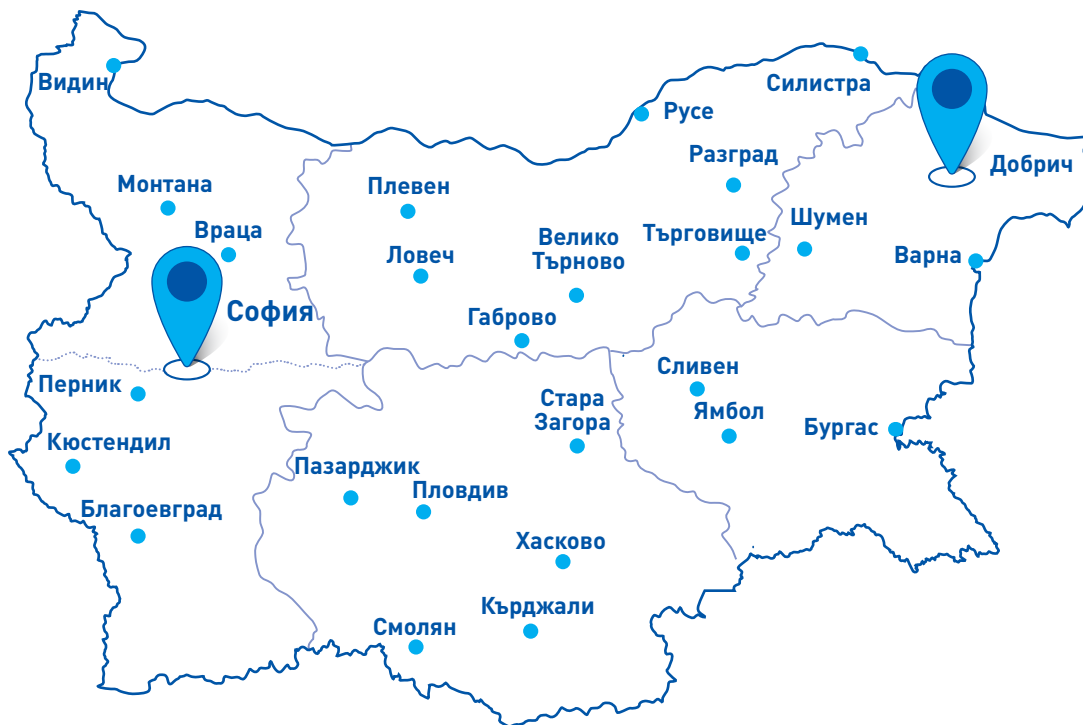 Видин
Силистра
Русе
Разград
Добрич
Монтана
Плевен
Шумен
Враца
Велико
Търново
Търговище
Ловеч
Варна
София
Габрово
Перник
Сливен
Стара
Загора
Ямбол
Бургас
Кюстендил
Пазарджик
Пловдив
Благоевград
Хасково
Кърджали
Смолян